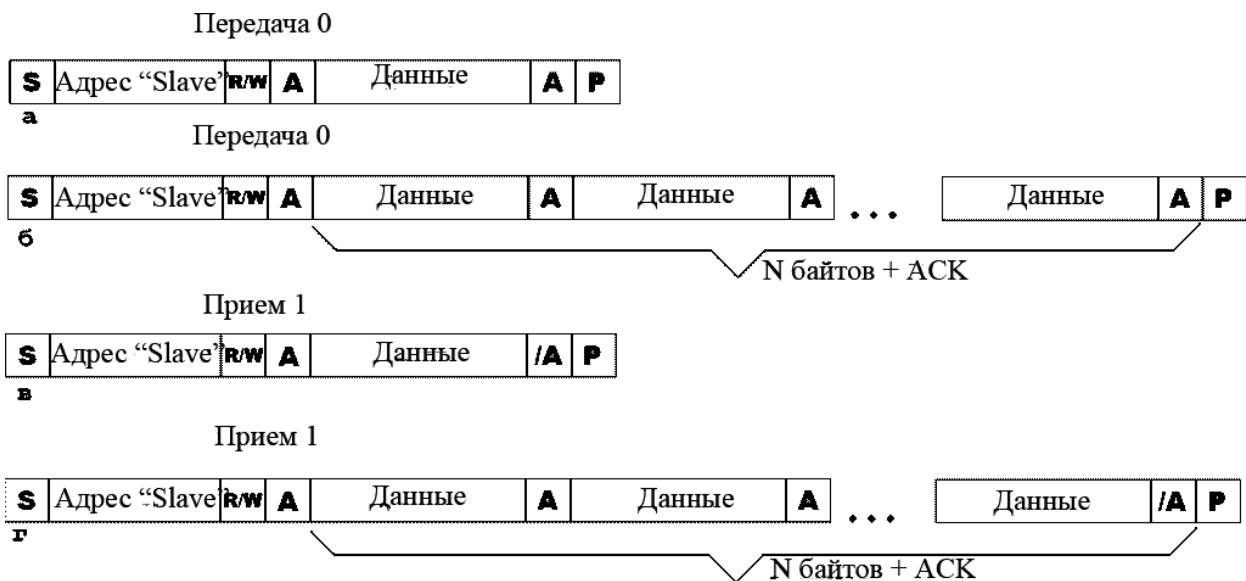 Передача 0
S Адрес “Slave” R/W A Данные A P
а
Передача 0
S Адрес “Slave” R/W A Данные A Данные A ... Данные A P
б
N байтов + ACK
Прием 1
S Адрес “Slave” R/W A Данные /A P
в
Прием 1
S Адрес “Slave” R/W A Данные A Данные A ... Данные /A P
г
N байтов + ACK